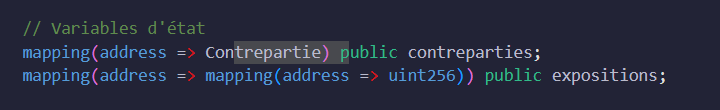 // Variables d'état
mapping(address => Contrepartie) public contreparties;
mapping(address => mapping(address => uint256)) public expositions;